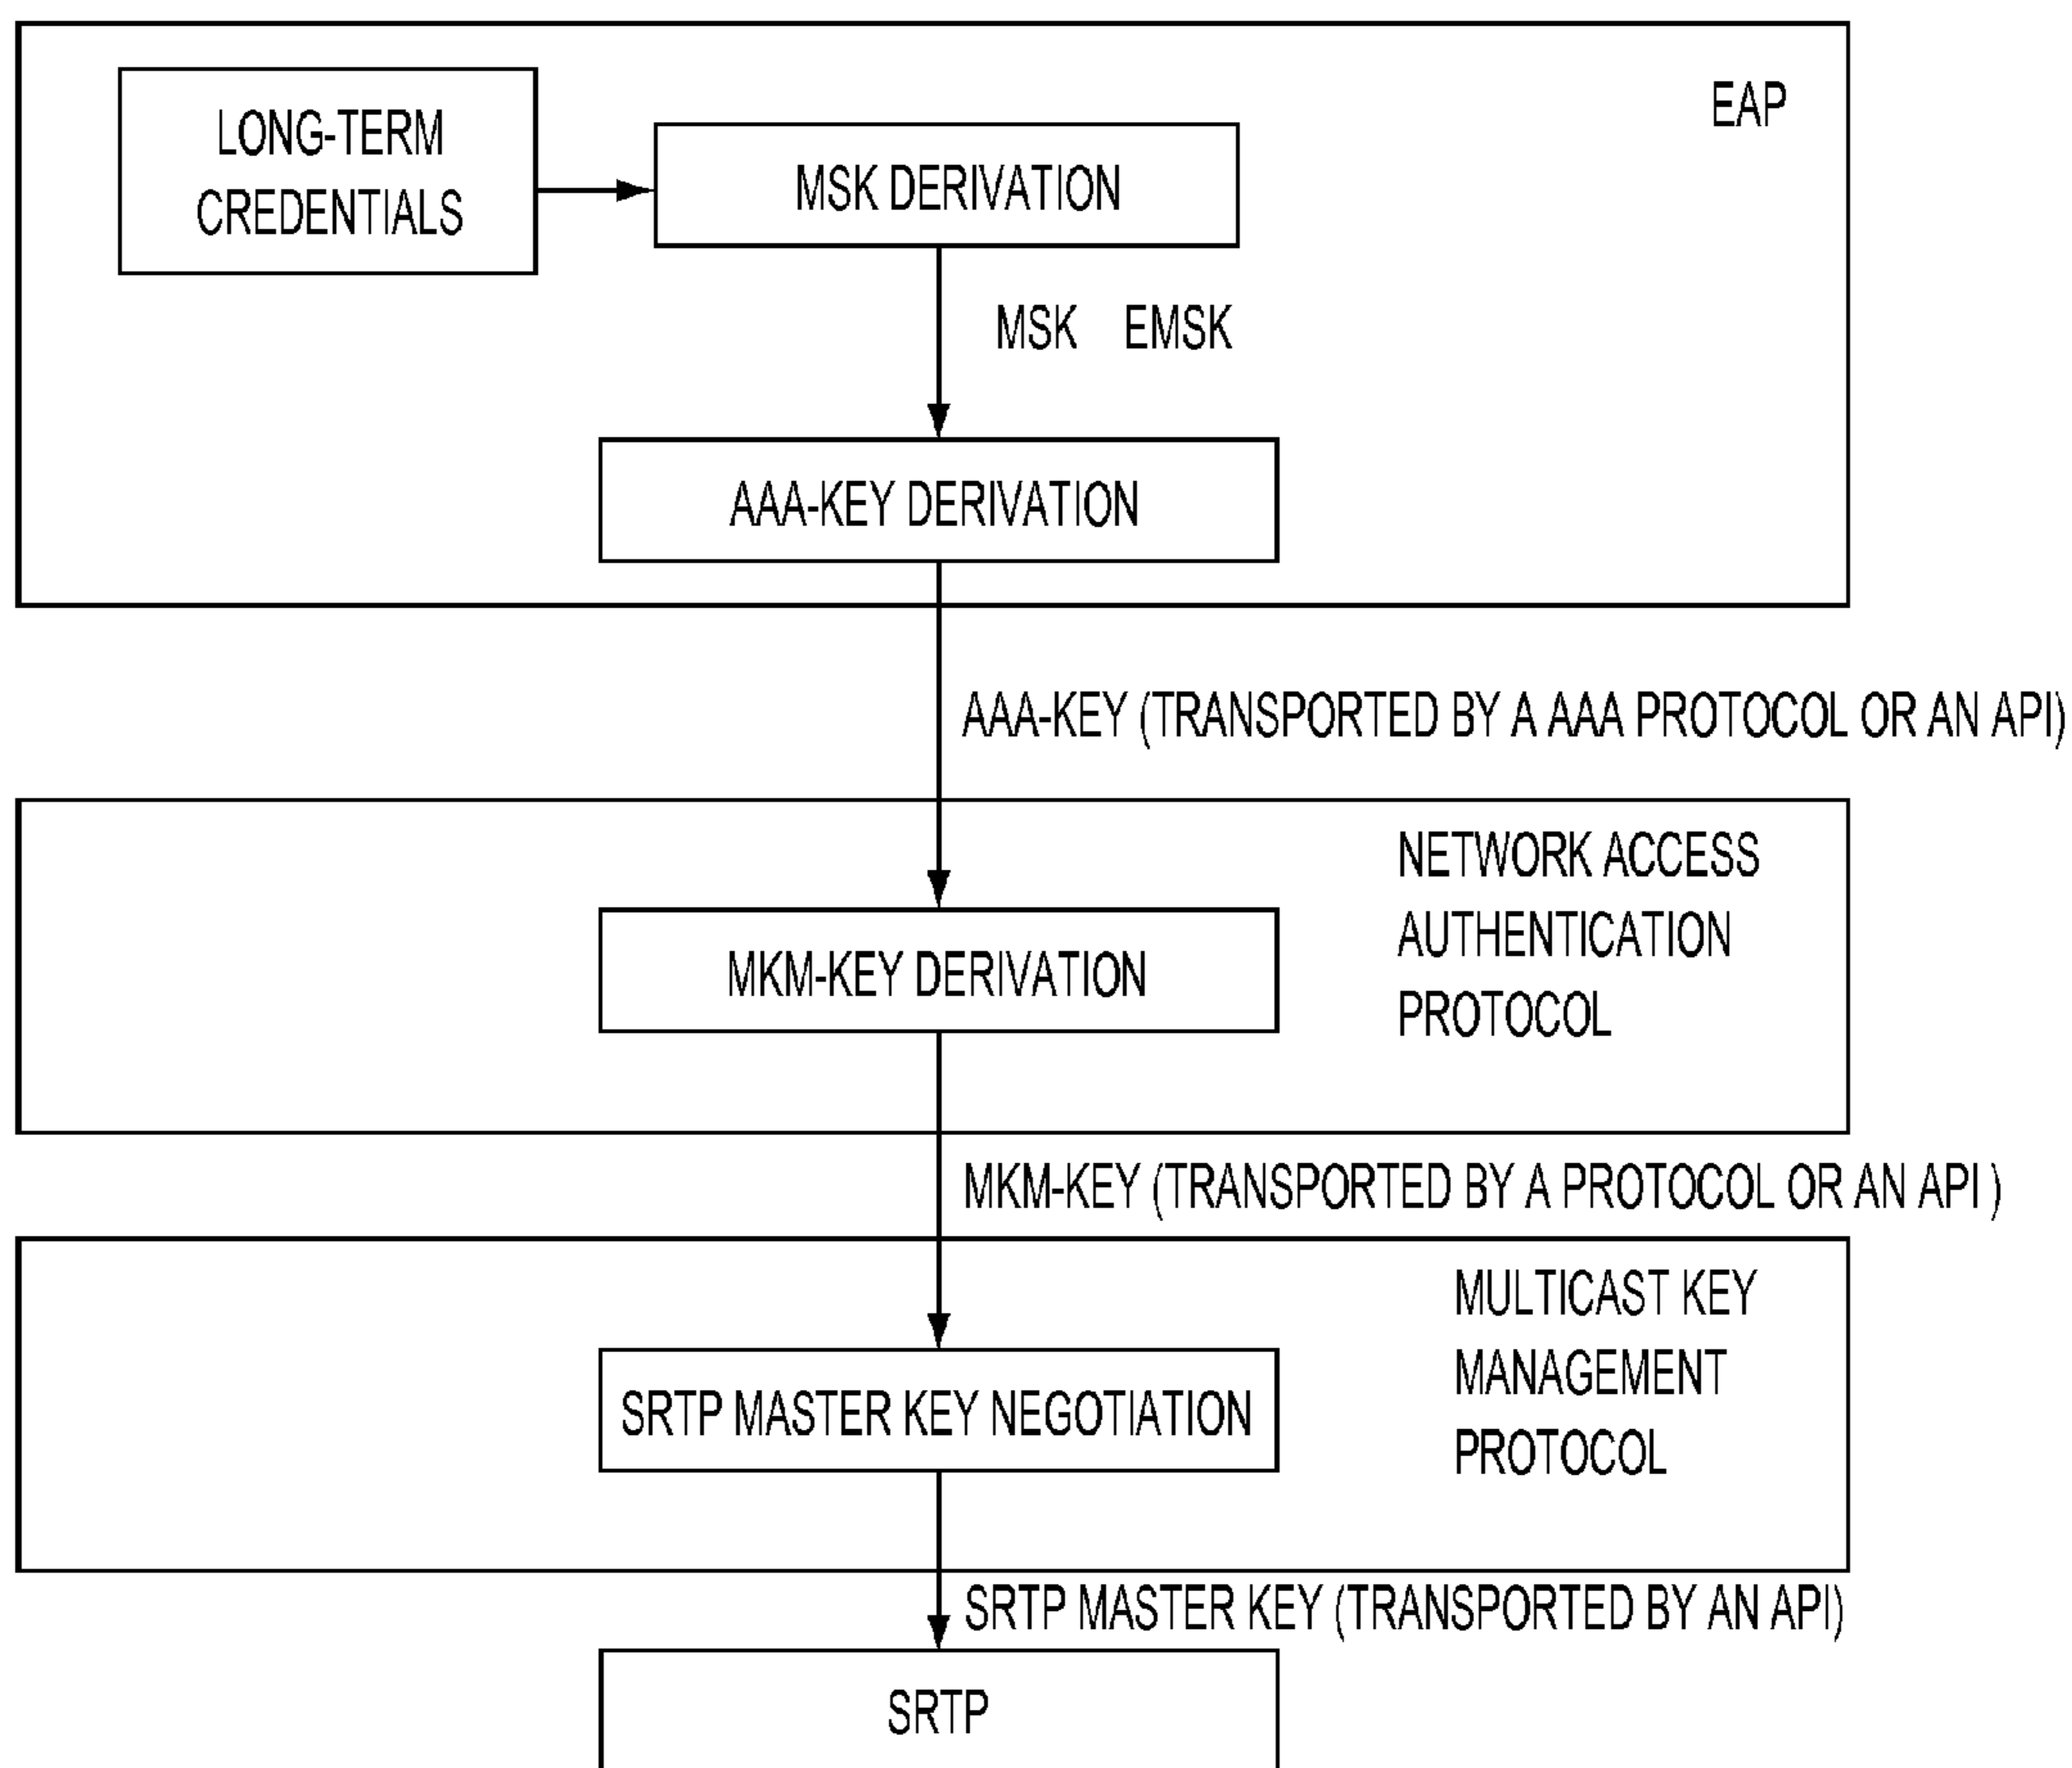 EAP
LONG-TERM
CREDENTIALS
MSK DERIVATION
MSK EMSK
AAA-KEY DERIVATION
AAA-KEY (TRANSPORTED BY A AAA PROTOCOL OR AN API)
NETWORK ACCESS
AUTHENTICATION
PROTOCOL
MKM-KEY DERIVATION
MKM-KEY (TRANSPORTED BY A PROTOCOL OR AN API )
MULTICAST KEY
MANAGEMENT
PROTOCOL
SRTP MASTER KEY NEGOTIATION
SRTP MASTER KEY (TRANSPORTED BY AN API)
SRTP